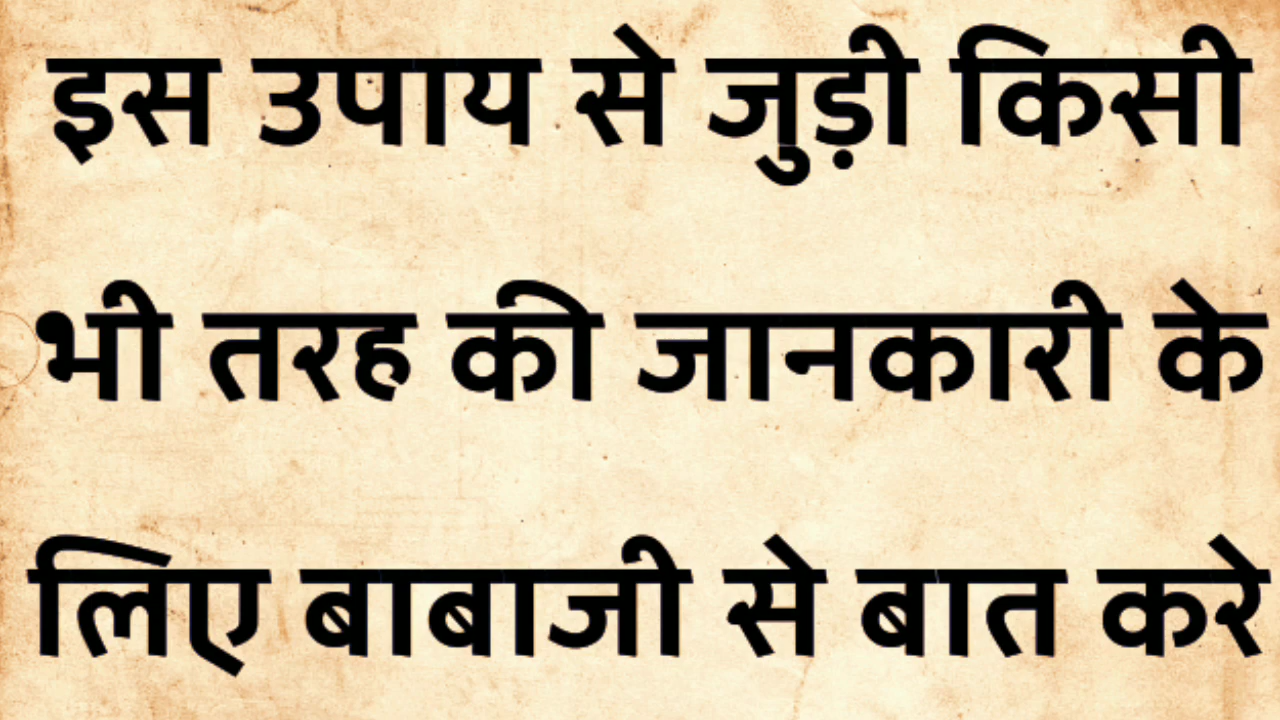 इस उपाय से जुड़ी किसी
भी तरह की जानकारी के
लिए बाबाजी से बात करे